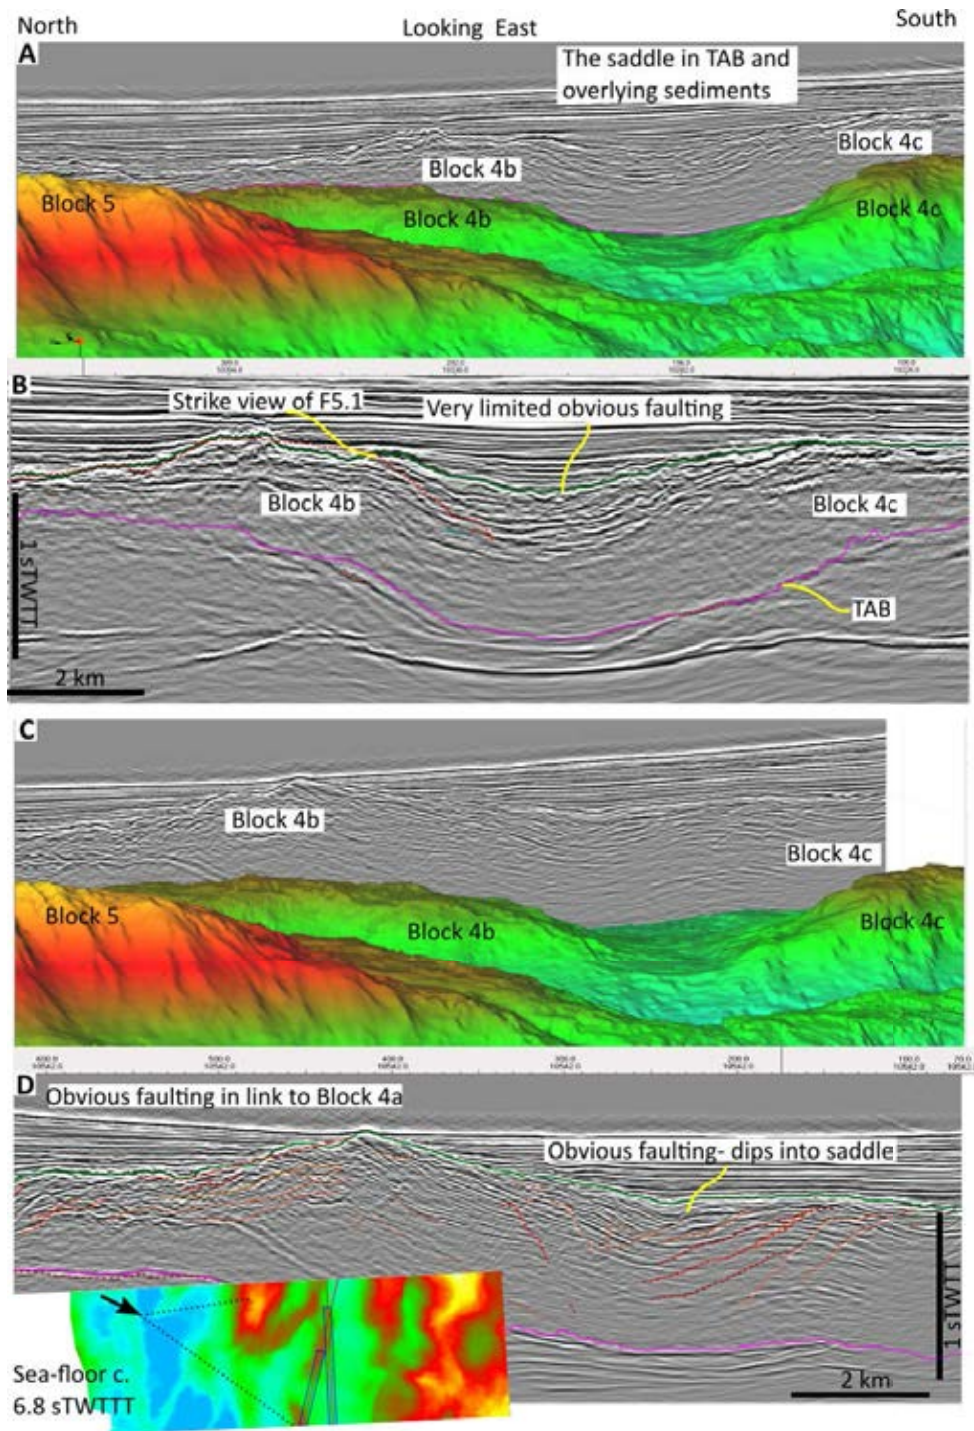 North
Looking East
South
A
The saddle in TAB and
overlying sediments
Block 4c
Block 4b
Block 5
Block 4b
Block 4c
B
Strike view of F5.1
Very limited obvious faulting
Block 4b
Block 4c
1 sTWTT
TAB
2 km
C
Block 4b
Block 4c
Block 5
Block 4b
Block 4c
D
Obvious faulting in link to Block 4a
Obvious faulting- dips into saddle
1 sTWTT
Sea-floor c.
6.8 sTWTTT
2 km